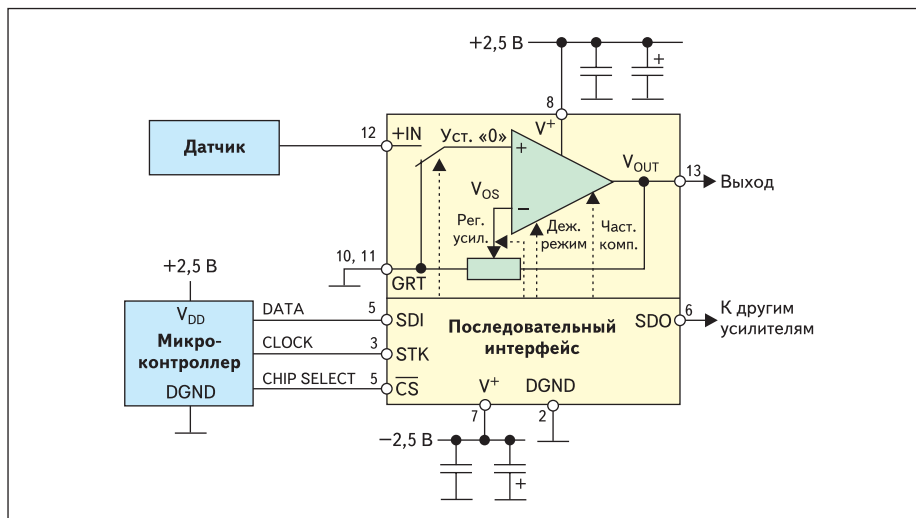 +2,5 В
+
8
Датчик
12
+IN
Уст. «0»
V+
+
VOUT
13
Выход
VOS
−
Рег.
усил.
Деж.
режим
Част.
комп.
10, 11
GRT
+2,5 В
VDD
Микро-
контроллер
DGND
DATA
5
SDI
CLOCK
3
STK
CHIP SELECT
5
CS
Последовательный
интерфейс
SDO
6
К другим
усилителям
V+
DGND
7
2
−2,5 В
+